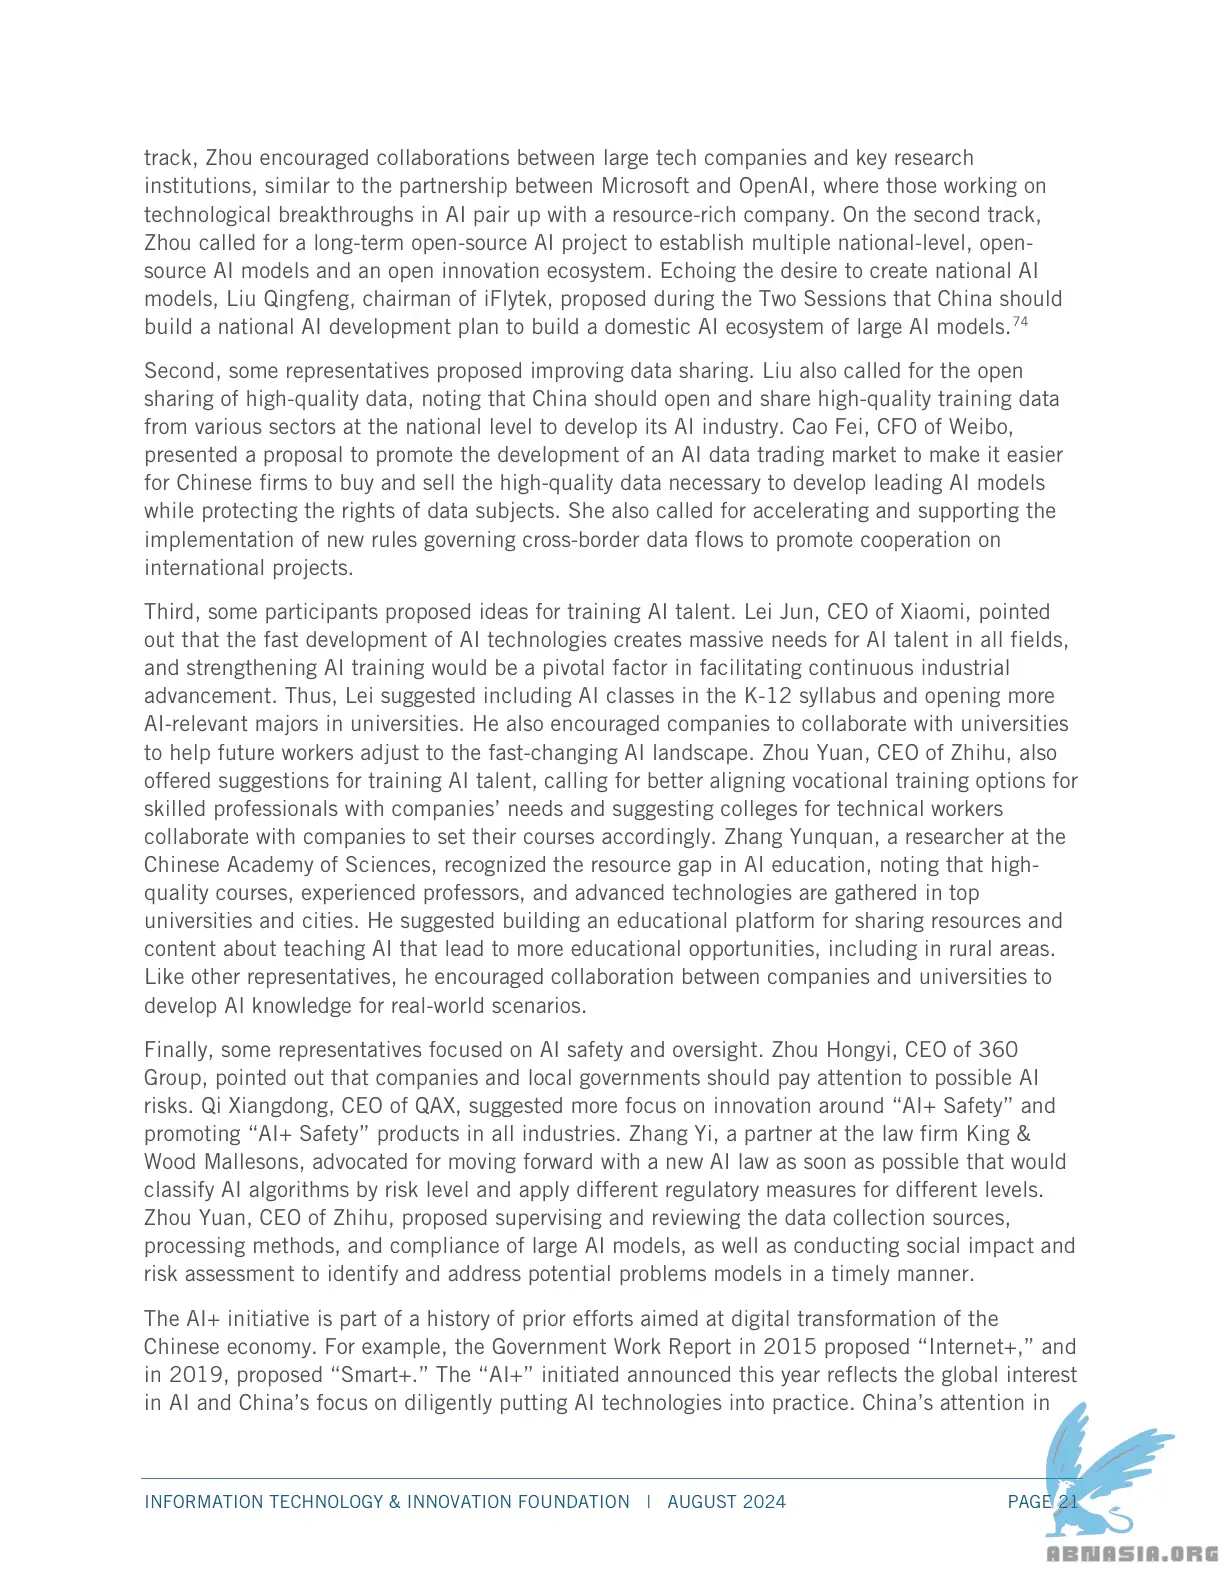 track, Zhou encouraged collaborations between large tech companies and key research
institutions, similar to the partnership between Microsoft and OpenAI, where those working on
technological breakthroughs in AI pair up with a resource-rich company. On the second track,
Zhou called for a long-term open-source AI project to establish multiple national-level, open-
source AI models and an open innovation ecosystem. Echoing the desire to create national AI
models, Liu Qingfeng, chairman of iFlytek, proposed during the Two Sessions that China should
build a national AI development plan to build a domestic AI ecosystem of large AI models.74
Second, some representatives proposed improving data sharing. Liu also called for the open
sharing of high-quality data, noting that China should open and share high-quality training data
from various sectors at the national level to develop its AI industry. Cao Fei, CFO of Weibo,
presented a proposal to promote the development of an AI data trading market to make it easier
for Chinese firms to buy and sell the high-quality data necessary to develop leading AI models
while protecting the rights of data subjects. She also called for accelerating and supporting the
implementation of new rules governing cross-border data flows to promote cooperation on
international projects.
Third, some participants proposed ideas for training AI talent. Lei Jun, CEO of Xiaomi, pointed
out that the fast development of AI technologies creates massive needs for AI talent in all fields,
and strengthening AI training would be a pivotal factor in facilitating continuous industrial
advancement. Thus, Lei suggested including AI classes in the K-12 syllabus and opening more
AI-relevant majors in universities. He also encouraged companies to collaborate with universities
to help future workers adjust to the fast-changing AI landscape. Zhou Yuan, CEO of Zhihu, also
offered suggestions for training AI talent, calling for better aligning vocational training options for
skilled professionals with companies’ needs and suggesting colleges for technical workers
collaborate with companies to set their courses accordingly. Zhang Yunquan, a researcher at the
Chinese Academy of Sciences, recognized the resource gap in AI education, noting that high-
quality courses, experienced professors, and advanced technologies are gathered in top
universities and cities. He suggested building an educational platform for sharing resources and
content about teaching AI that lead to more educational opportunities, including in rural areas.
Like other representatives, he encouraged collaboration between companies and universities to
develop AI knowledge for real-world scenarios.
Finally, some representatives focused on AI safety and oversight. Zhou Hongyi, CEO of 360
Group, pointed out that companies and local governments should pay attention to possible AI
risks. Qi Xiangdong, CEO of QAX, suggested more focus on innovation around “AI+ Safety” and
promoting “AI+ Safety” products in all industries. Zhang Yi, a partner at the law firm King &
Wood Mallesons, advocated for moving forward with a new AI law as soon as possible that would
classify AI algorithms by risk level and apply different regulatory measures for different levels.
Zhou Yuan, CEO of Zhihu, proposed supervising and reviewing the data collection sources,
processing methods, and compliance of large AI models, as well as conducting social impact and
risk assessment to identify and address potential problems models in a timely manner.
The AI+ initiative is part of a history of prior efforts aimed at digital transformation of the
Chinese economy. For example, the Government Work Report in 2015 proposed “Internet+,” and
in 2019, proposed “Smart+.” The “AI+” initiated announced this year reflects the global interest
in AI and China’s focus on diligently putting AI technologies into practice. China’s attention in
INFORMATION TECHNOLOGY & INNOVATION FOUNDATION | AUGUST 2024 PAGE 21
ABNASIA.ORG